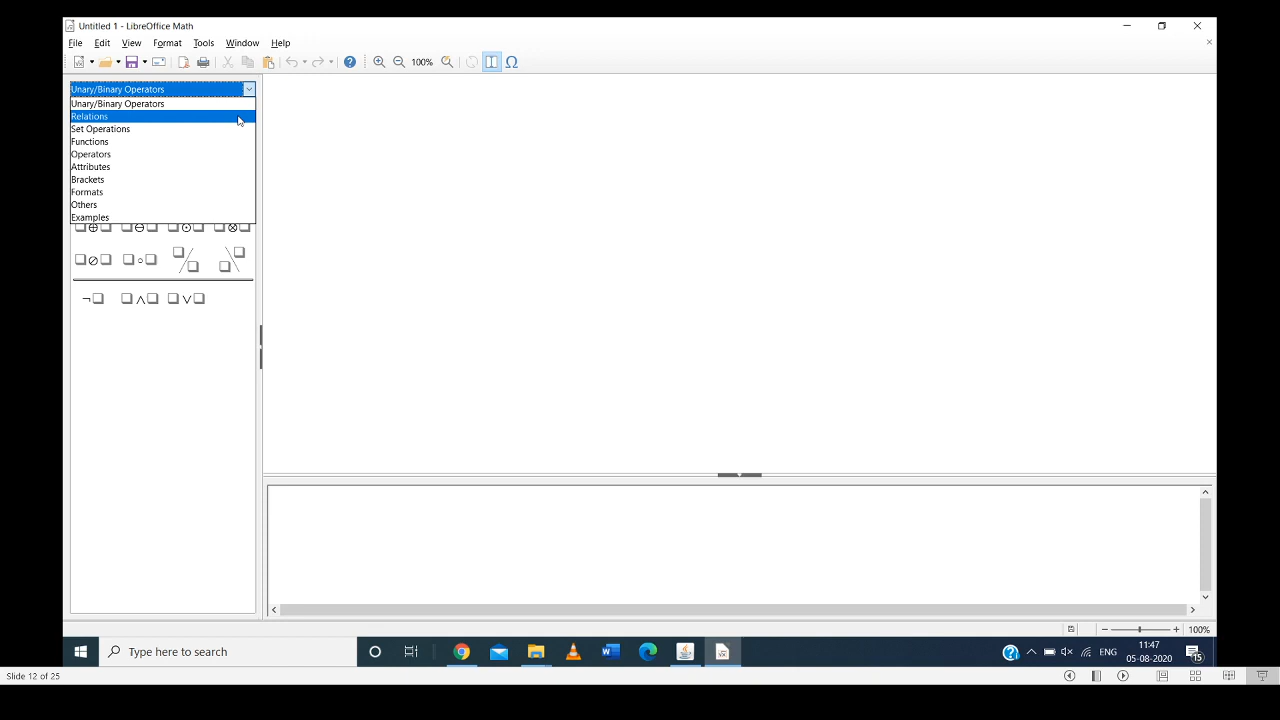 Untitled 1 - LibreOffice Math
File Edit View Format Tools Window Help
100%
Unary/Binary Operators
Unary/Binary Operators
Relations
Set Operations
Functions
Operators
Attributes
Brackets
Formats
Others
Examples
100%
Type here to search
ENG
11:47
05-08-2020
15
Slide 12 of 25